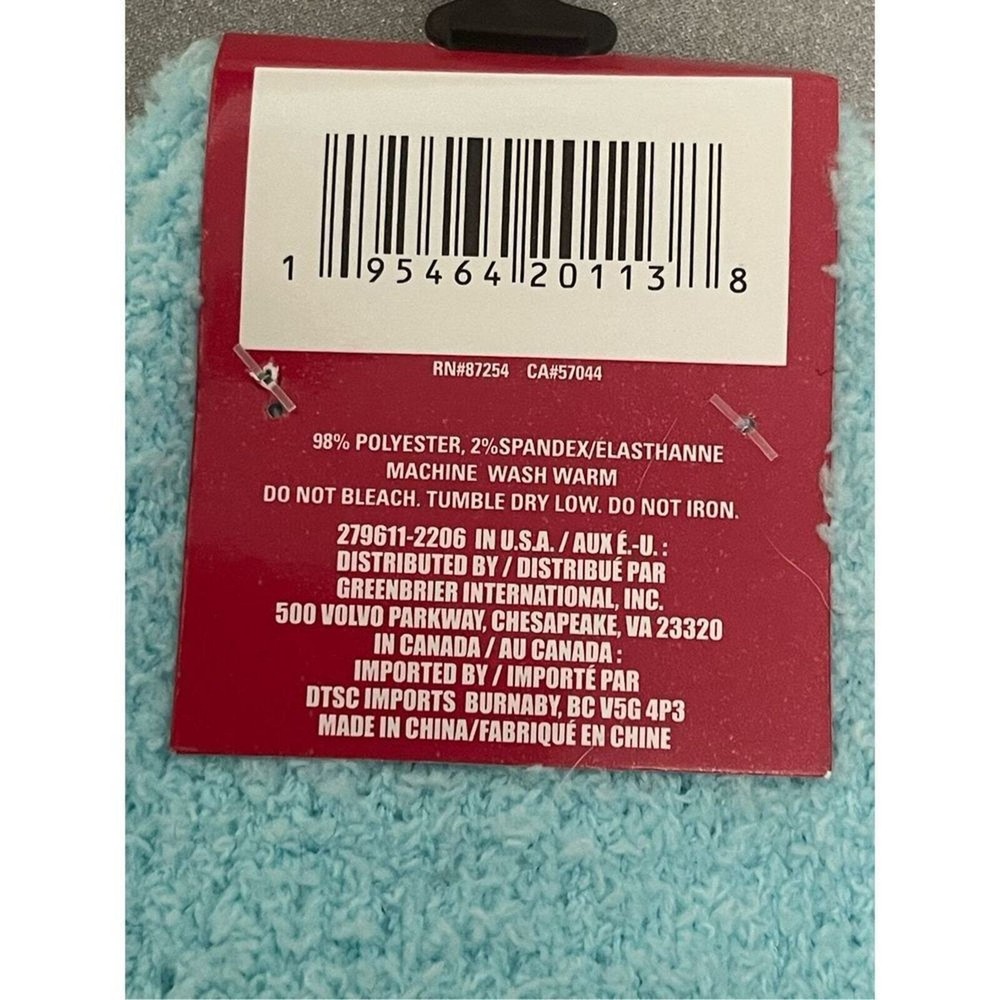 1 95464 20113 8
RN#87254 CA#57044
98% POLYESTER, 2%SPANDEX/ÉLASTHANNE
MACHINE WASH WARM
DO NOT BLEACH. TUMBLE DRY LOW. DO NOT IRON.
279611-2206 IN U.S.A. / AUX É.-U. :
DISTRIBUTED BY / DISTRIBUÉ PAR
GREENBRIER INTERNATIONAL, INC.
500 VOLVO PARKWAY, CHESAPEAKE, VA 23320
IN CANADA / AU CANADA :
IMPORTED BY / IMPORTÉ PAR
DTSC IMPORTS BURNABY, BC V5G 4P3
MADE IN CHINA/FABRIQUÉ EN CHINE